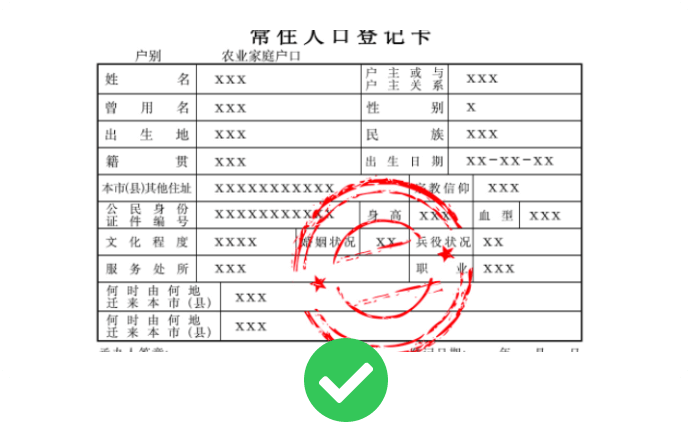 常住人口登记卡
户别 农业家庭户口
姓名 XXX 户主或与户主关系 XXX
曾用名 XXX 性别 X
出生地 XXX 民族 XXX
籍贯 XXX 出生日期 XX-XX-XX
本市(县)其他住址 XXXXXXXXXXX 宗教信仰 XXX
公民身份证件编号 XXXXXXXXXXX 身高 XXX 血型 XXX
文化程度 XXXX 婚姻状况 XX 兵役状况 XX
服务处所 XXX 职业 XXX
何时由何地迁来本市(县) XXX
何时由何地迁来本市(县) XXX
承办人签章: 登记日期: 年 月 日